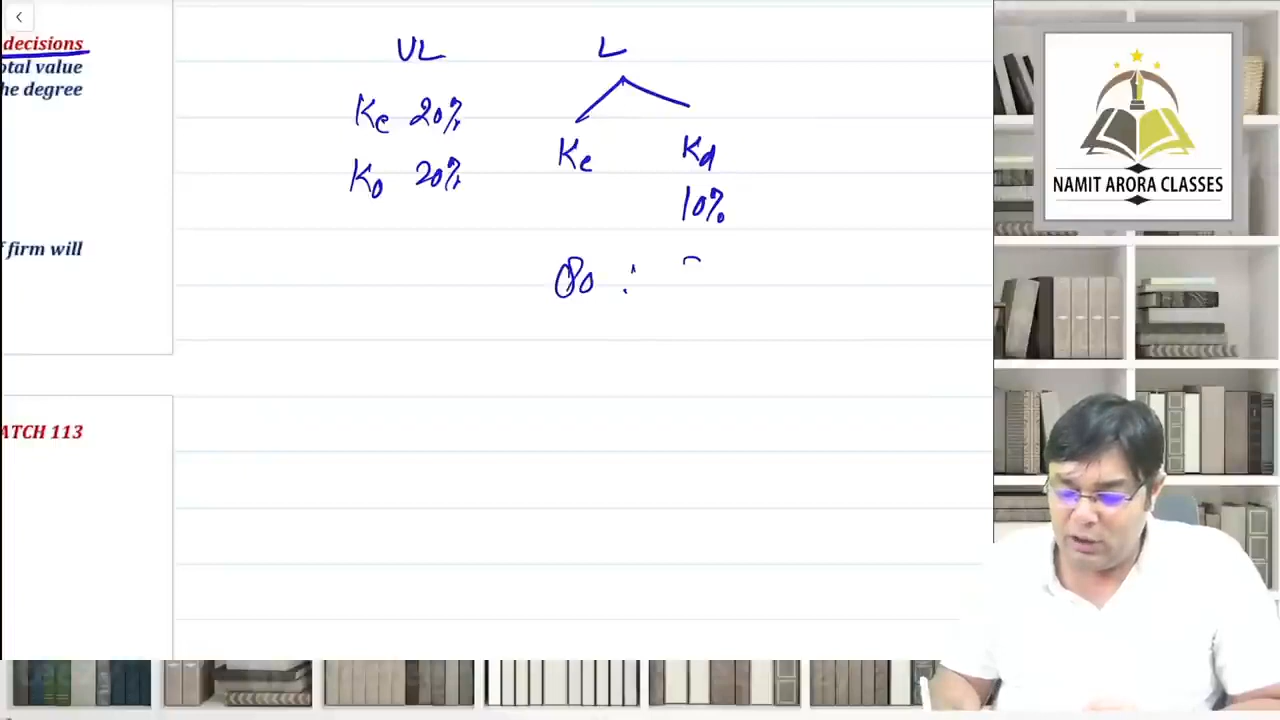 decisions
otal value
he degree
f firm will
ATCH 113
UL L
Ke 20%
Ko 20%
Ke Kd
10%
80 :
NAMIT ARORA CLASSES